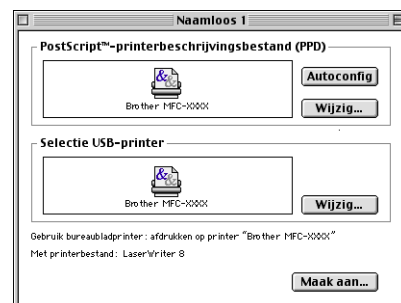 Naamloos 1
PostScript™-printerbeschrijvingsbestand (PPD)
Autoconfig
Brother MFC-XXXX
Wijzig...
Selectie USB-printer
Brother MFC-XXXX
Wijzig...
Gebruik bureaubladprinter: afdrukken op printer "Brother MFC-XXXX"
Met printerbestand: LaserWriter 8
Maak aan...